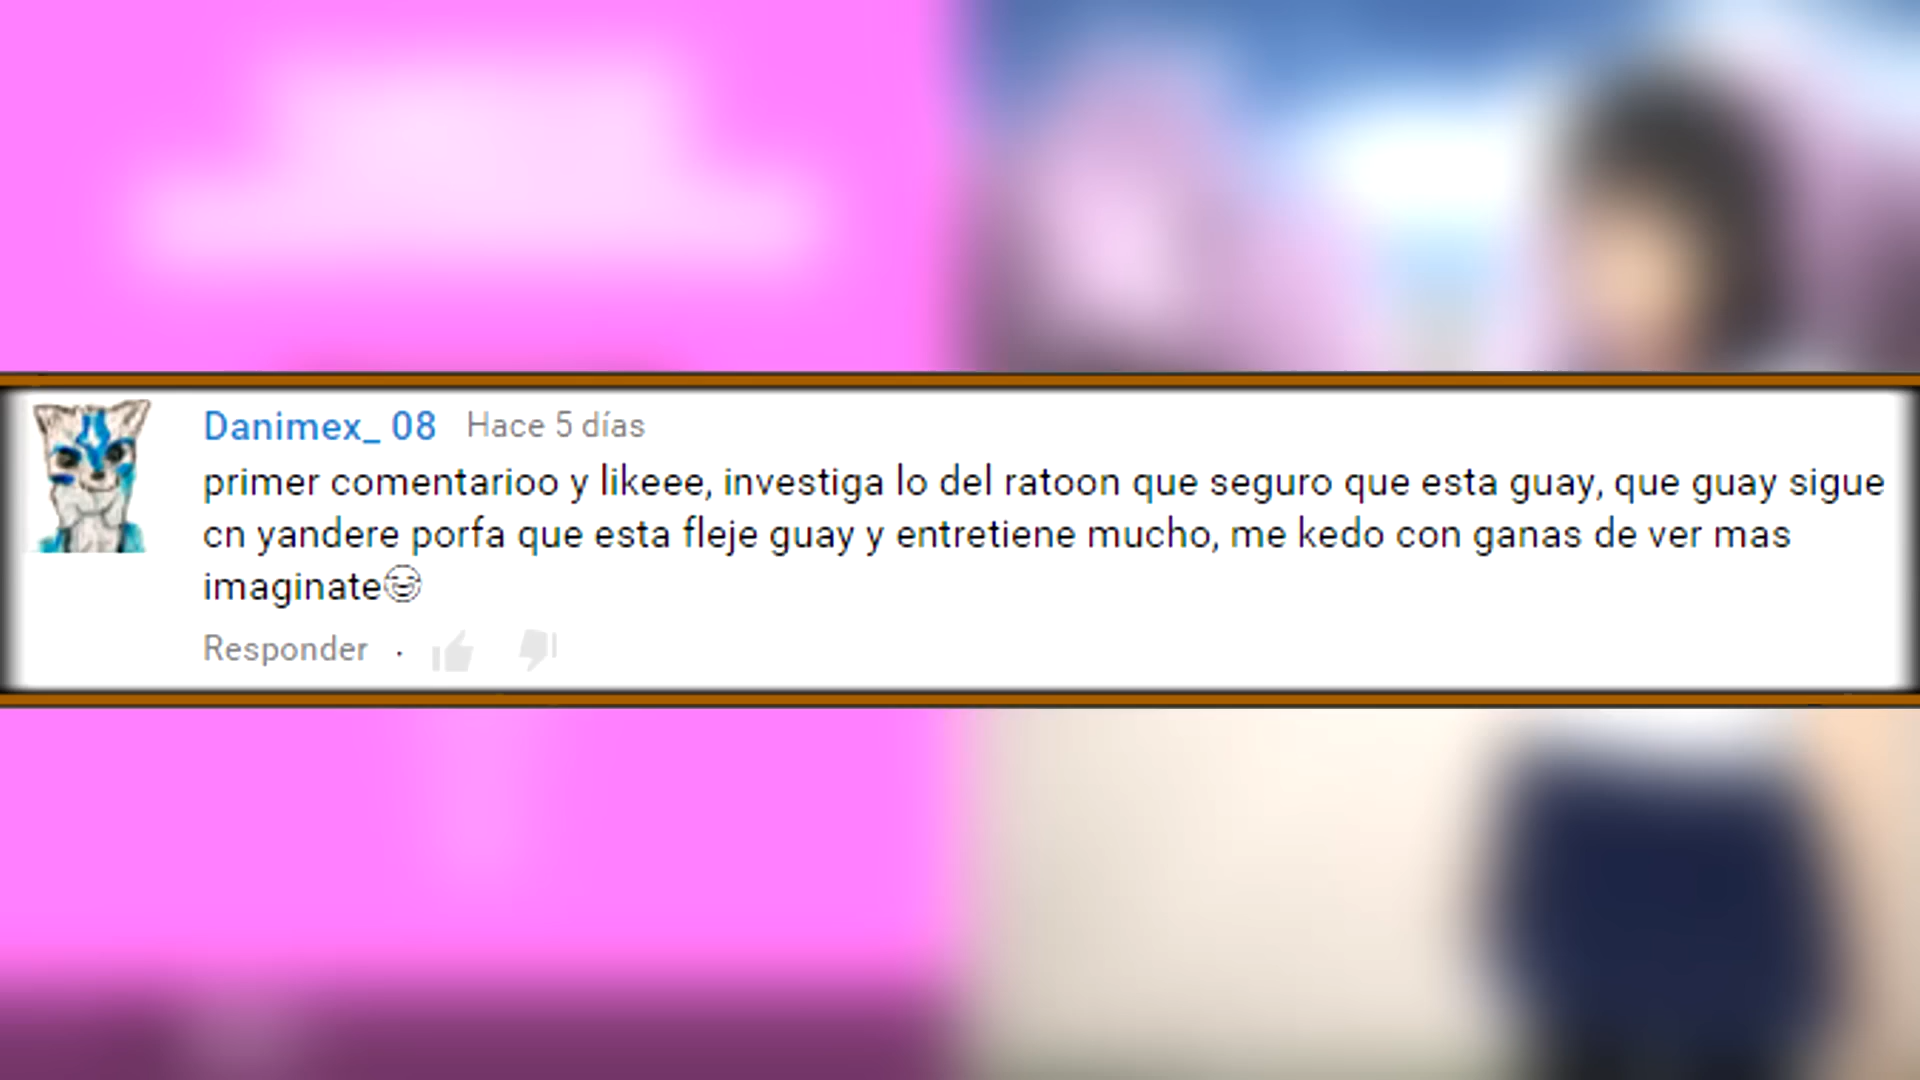 Danimex_ 08 Hace 5 días
primer comentarioo y likeee, investiga lo del ratoon que seguro que esta guay, que guay sigue
cn yandere porfa que esta fleje guay y entretiene mucho, me kedo con ganas de ver mas
imaginate😂
Responder ·